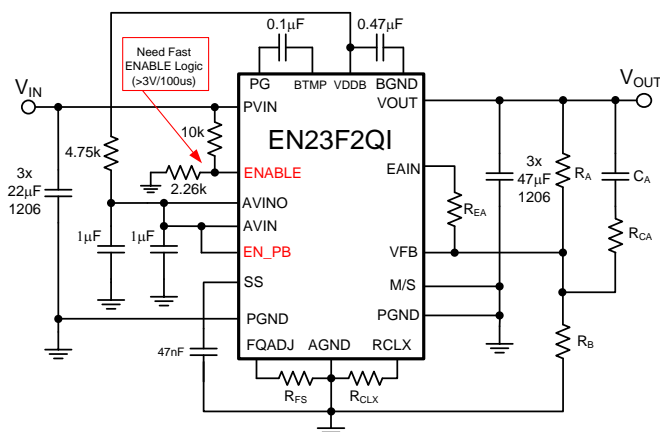 0.1µF
0.47µF
Need Fast
ENABLE Logic
(>3V/100us)
PG
BTMP
VDDB
BGND
VIN
VOUT
PVIN
VOUT
EN23F2QI
10k
4.75k
3x
22µF
1206
ENABLE
2.26k
EAIN
3x
47µF
1206
RA
CA
REA
RCA
AVINO
AVIN
1µF
1µF
EN_PB
VFB
SS
M/S
PGND
PGND
RB
47nF
FQADJ
AGND
RCLX
RFS
RCLX